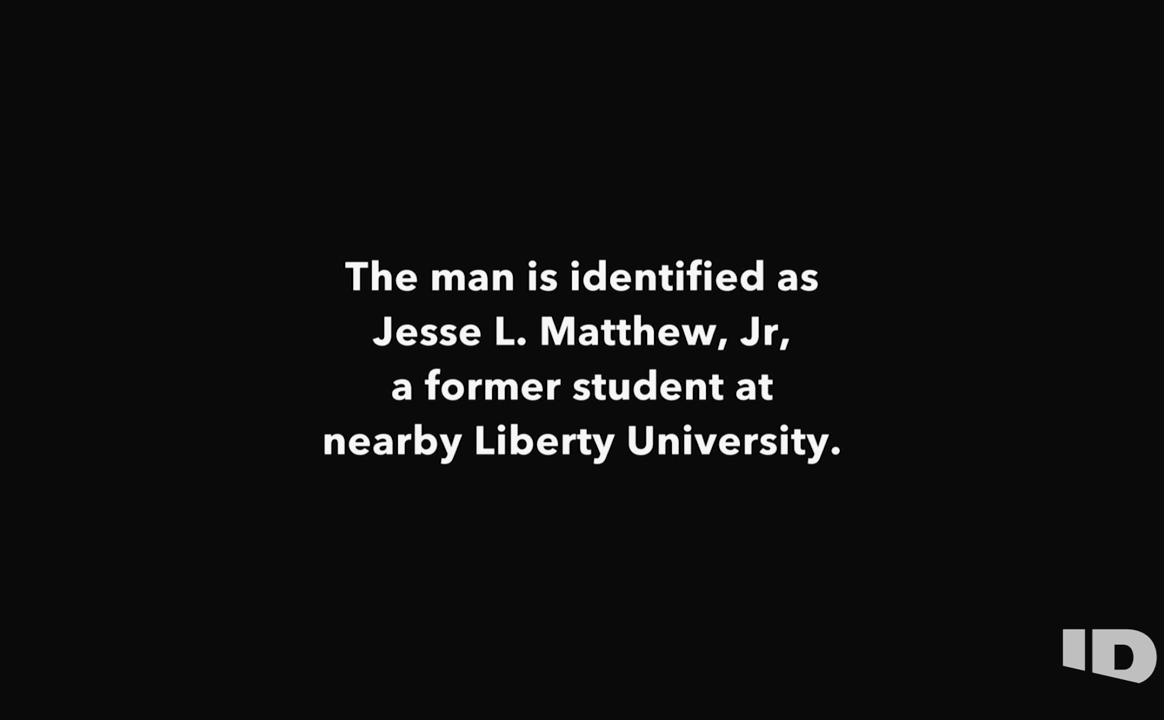 The man is identified as
Jesse L. Matthew, Jr,
a former student at
nearby Liberty University.
ID